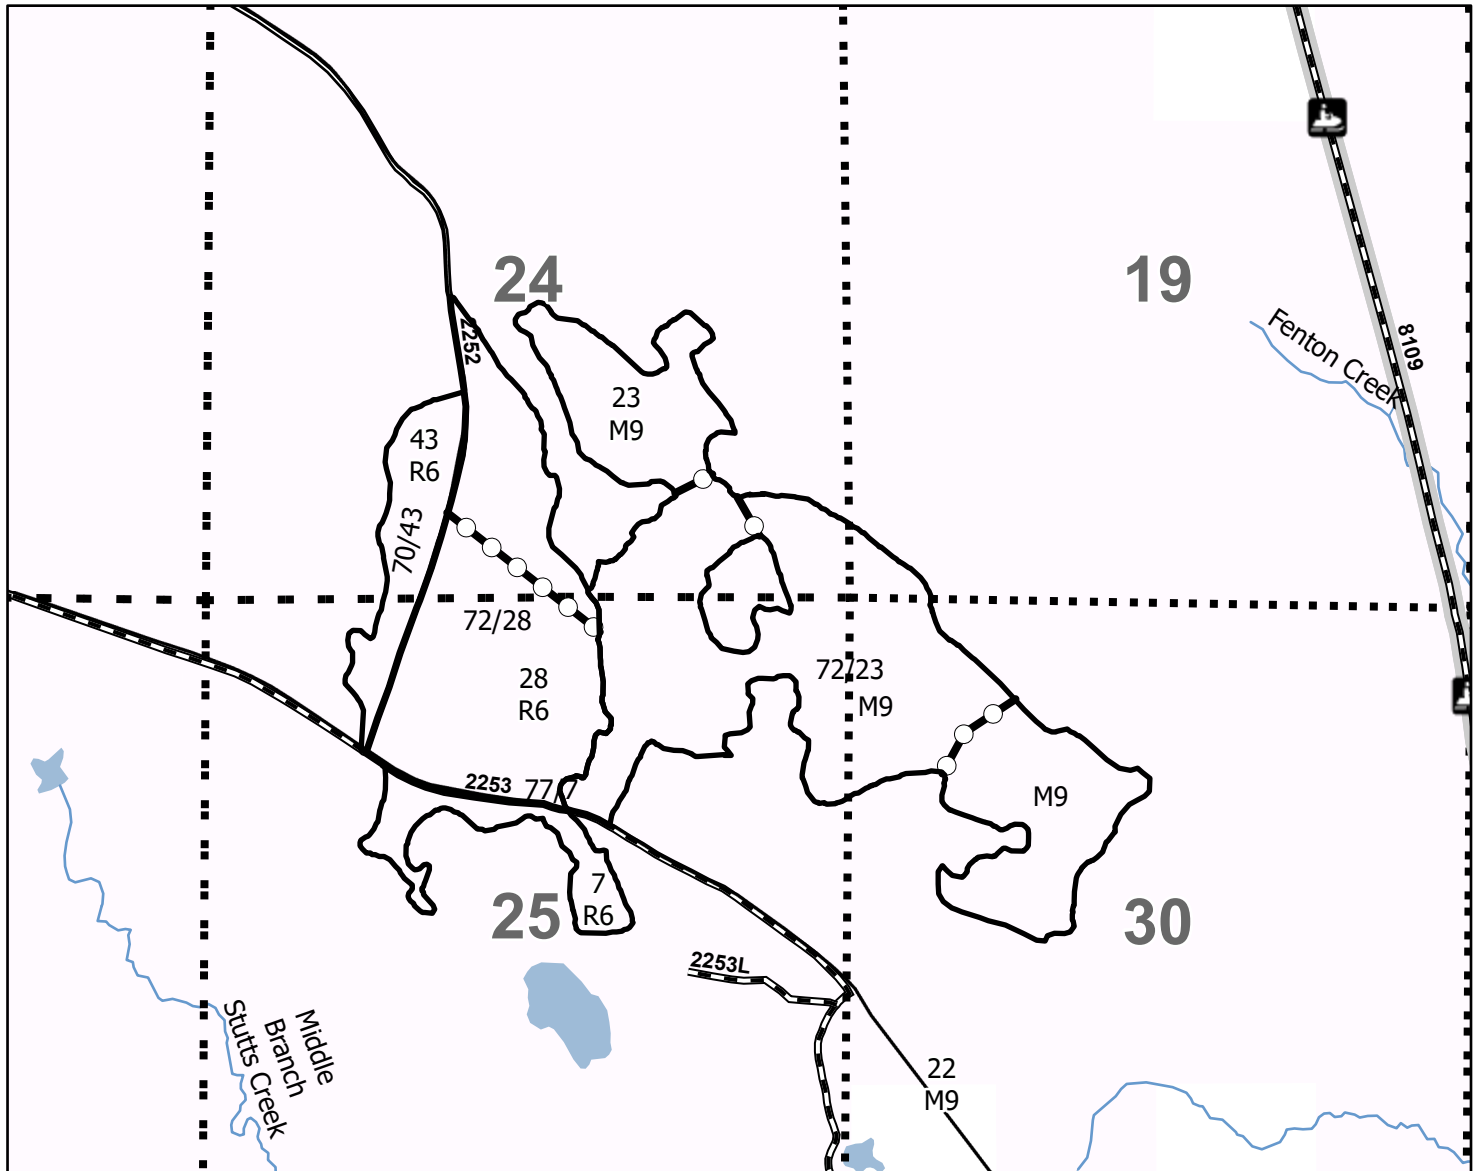 24
19
2252
8109
Fenton Creek
23
M9
43
R6
70/43
72/28
28
R6
72/23
M9
2253
77/7
M9
7
R6
25
30
2253L
Middle
Branch
Stutts Creek
22
M9